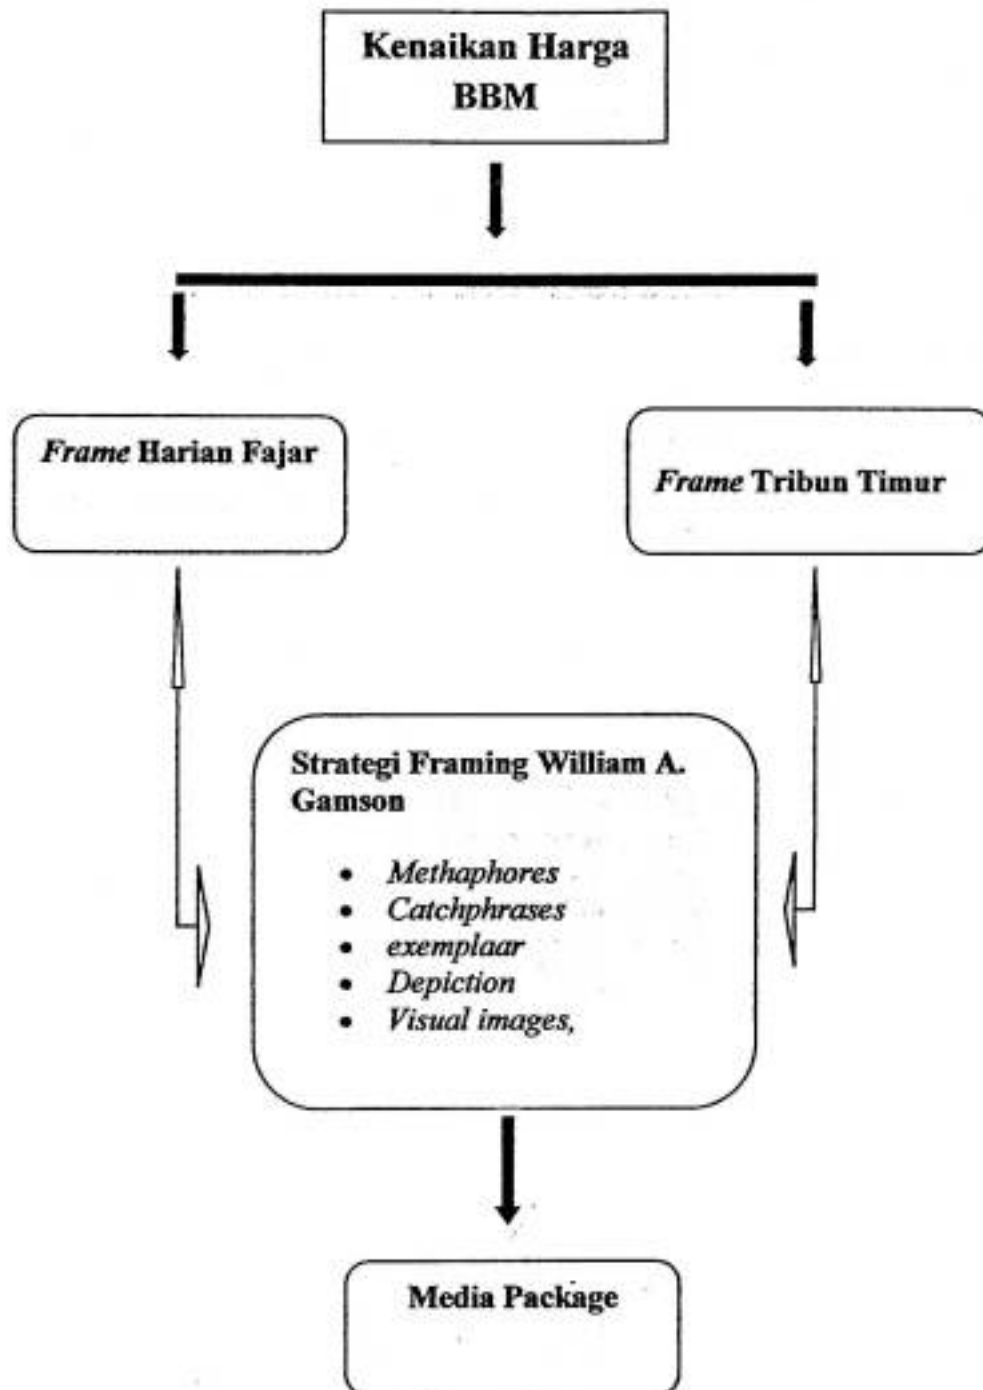 Kenaikan Harga
BBM
Frame Harian Fajar
Frame Tribun Timur
Strategi Framing William A.
Gamson
• Methaphores
• Catchphrases
• exemplaar
• Depiction
• Visual images,
Media Package